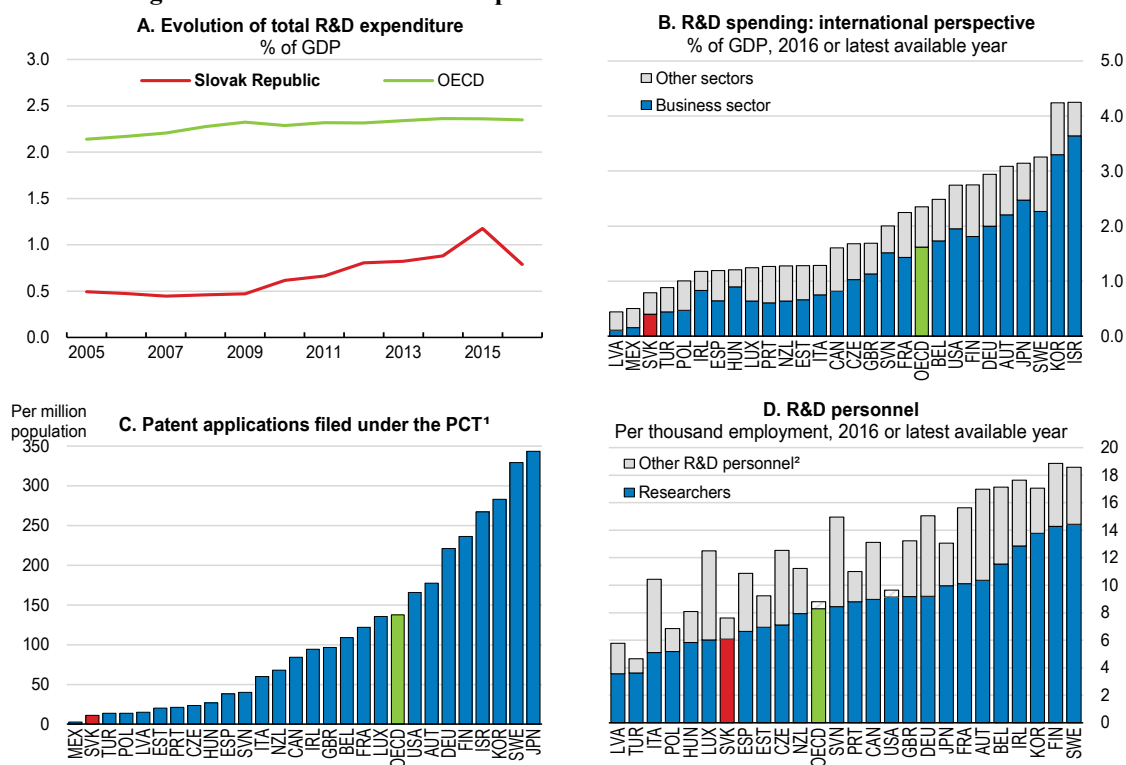 A. Evolution of total R&D expenditure
% of GDP
3.0
2.5
2.0
1.5
1.0
0.5
0.0
Slovak Republic
OECD
2005 2007 2009 2011 2013 2015
B. R&D spending: international perspective
% of GDP, 2016 or latest available year
5.0
4.0
3.0
2.0
1.0
0.0
Other sectors
Business sector
LVA MEX SVK TUR POL IRL ESP HUN LUX PRT NZL EST ITA CAN CZE GBR SVN FRA OECD BEL USA FIN DEU AUT JPN SWE KOR ISR
Per million
population
C. Patent applications filed under the PCT¹
350
300
250
200
150
100
50
0
MEX SVK TUR POL LVA EST PRT CZE HUN ESP SVN ITA NZL CAN IRL GBR BEL FRA LUX OECD USA AUT DEU FIN ISR KOR SWE JPN
D. R&D personnel
Per thousand employment, 2016 or latest available year
20
18
16
14
12
10
8
6
4
2
0
Other R&D personnel²
Researchers
LVA TUR ITA POL HUN LUX SVK ESP EST CZE NZL OECD SVN PRT CAN USA GBR DEU JPN FRA AUT BEL IRL KOR FIN SWE